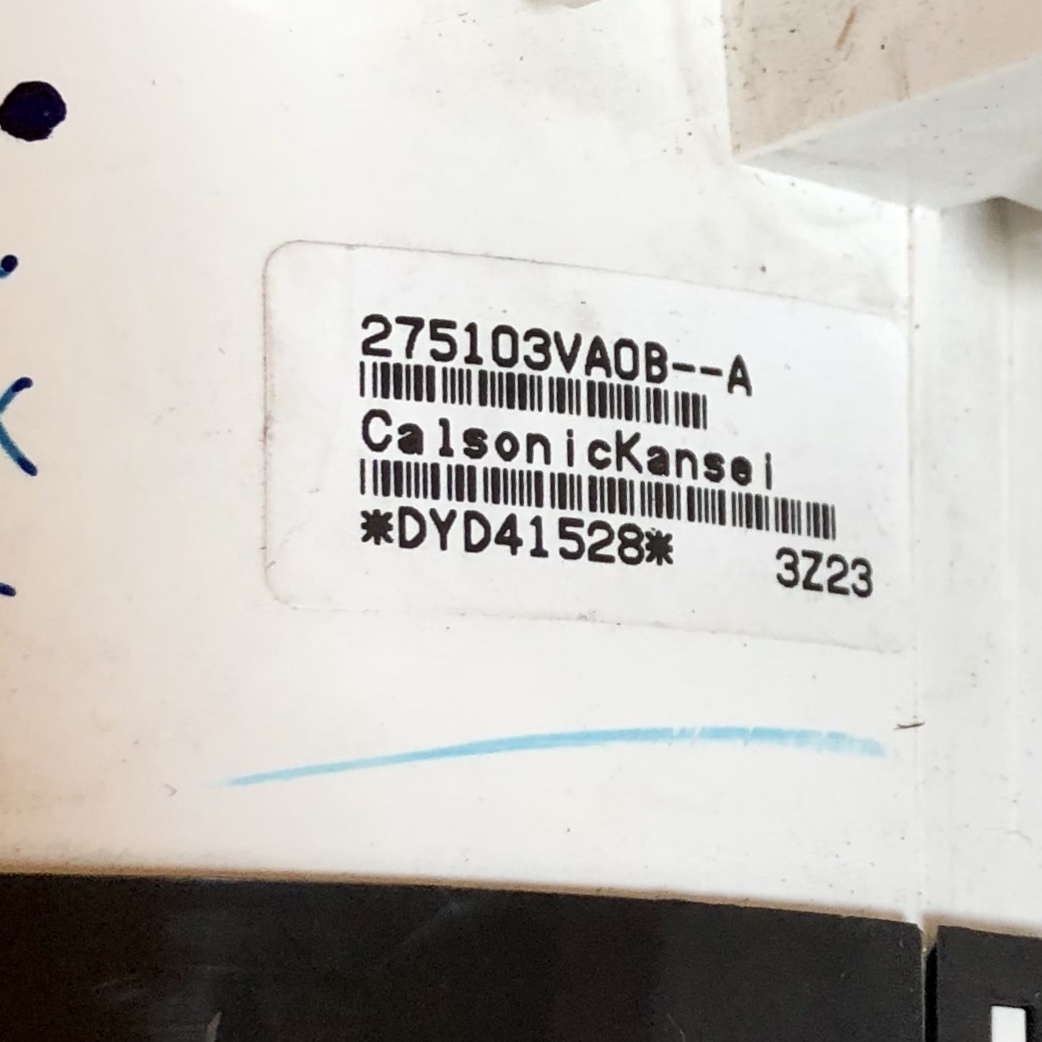 275103VA0B--A
CalsonicKansei
*DYD41528*
3Z23